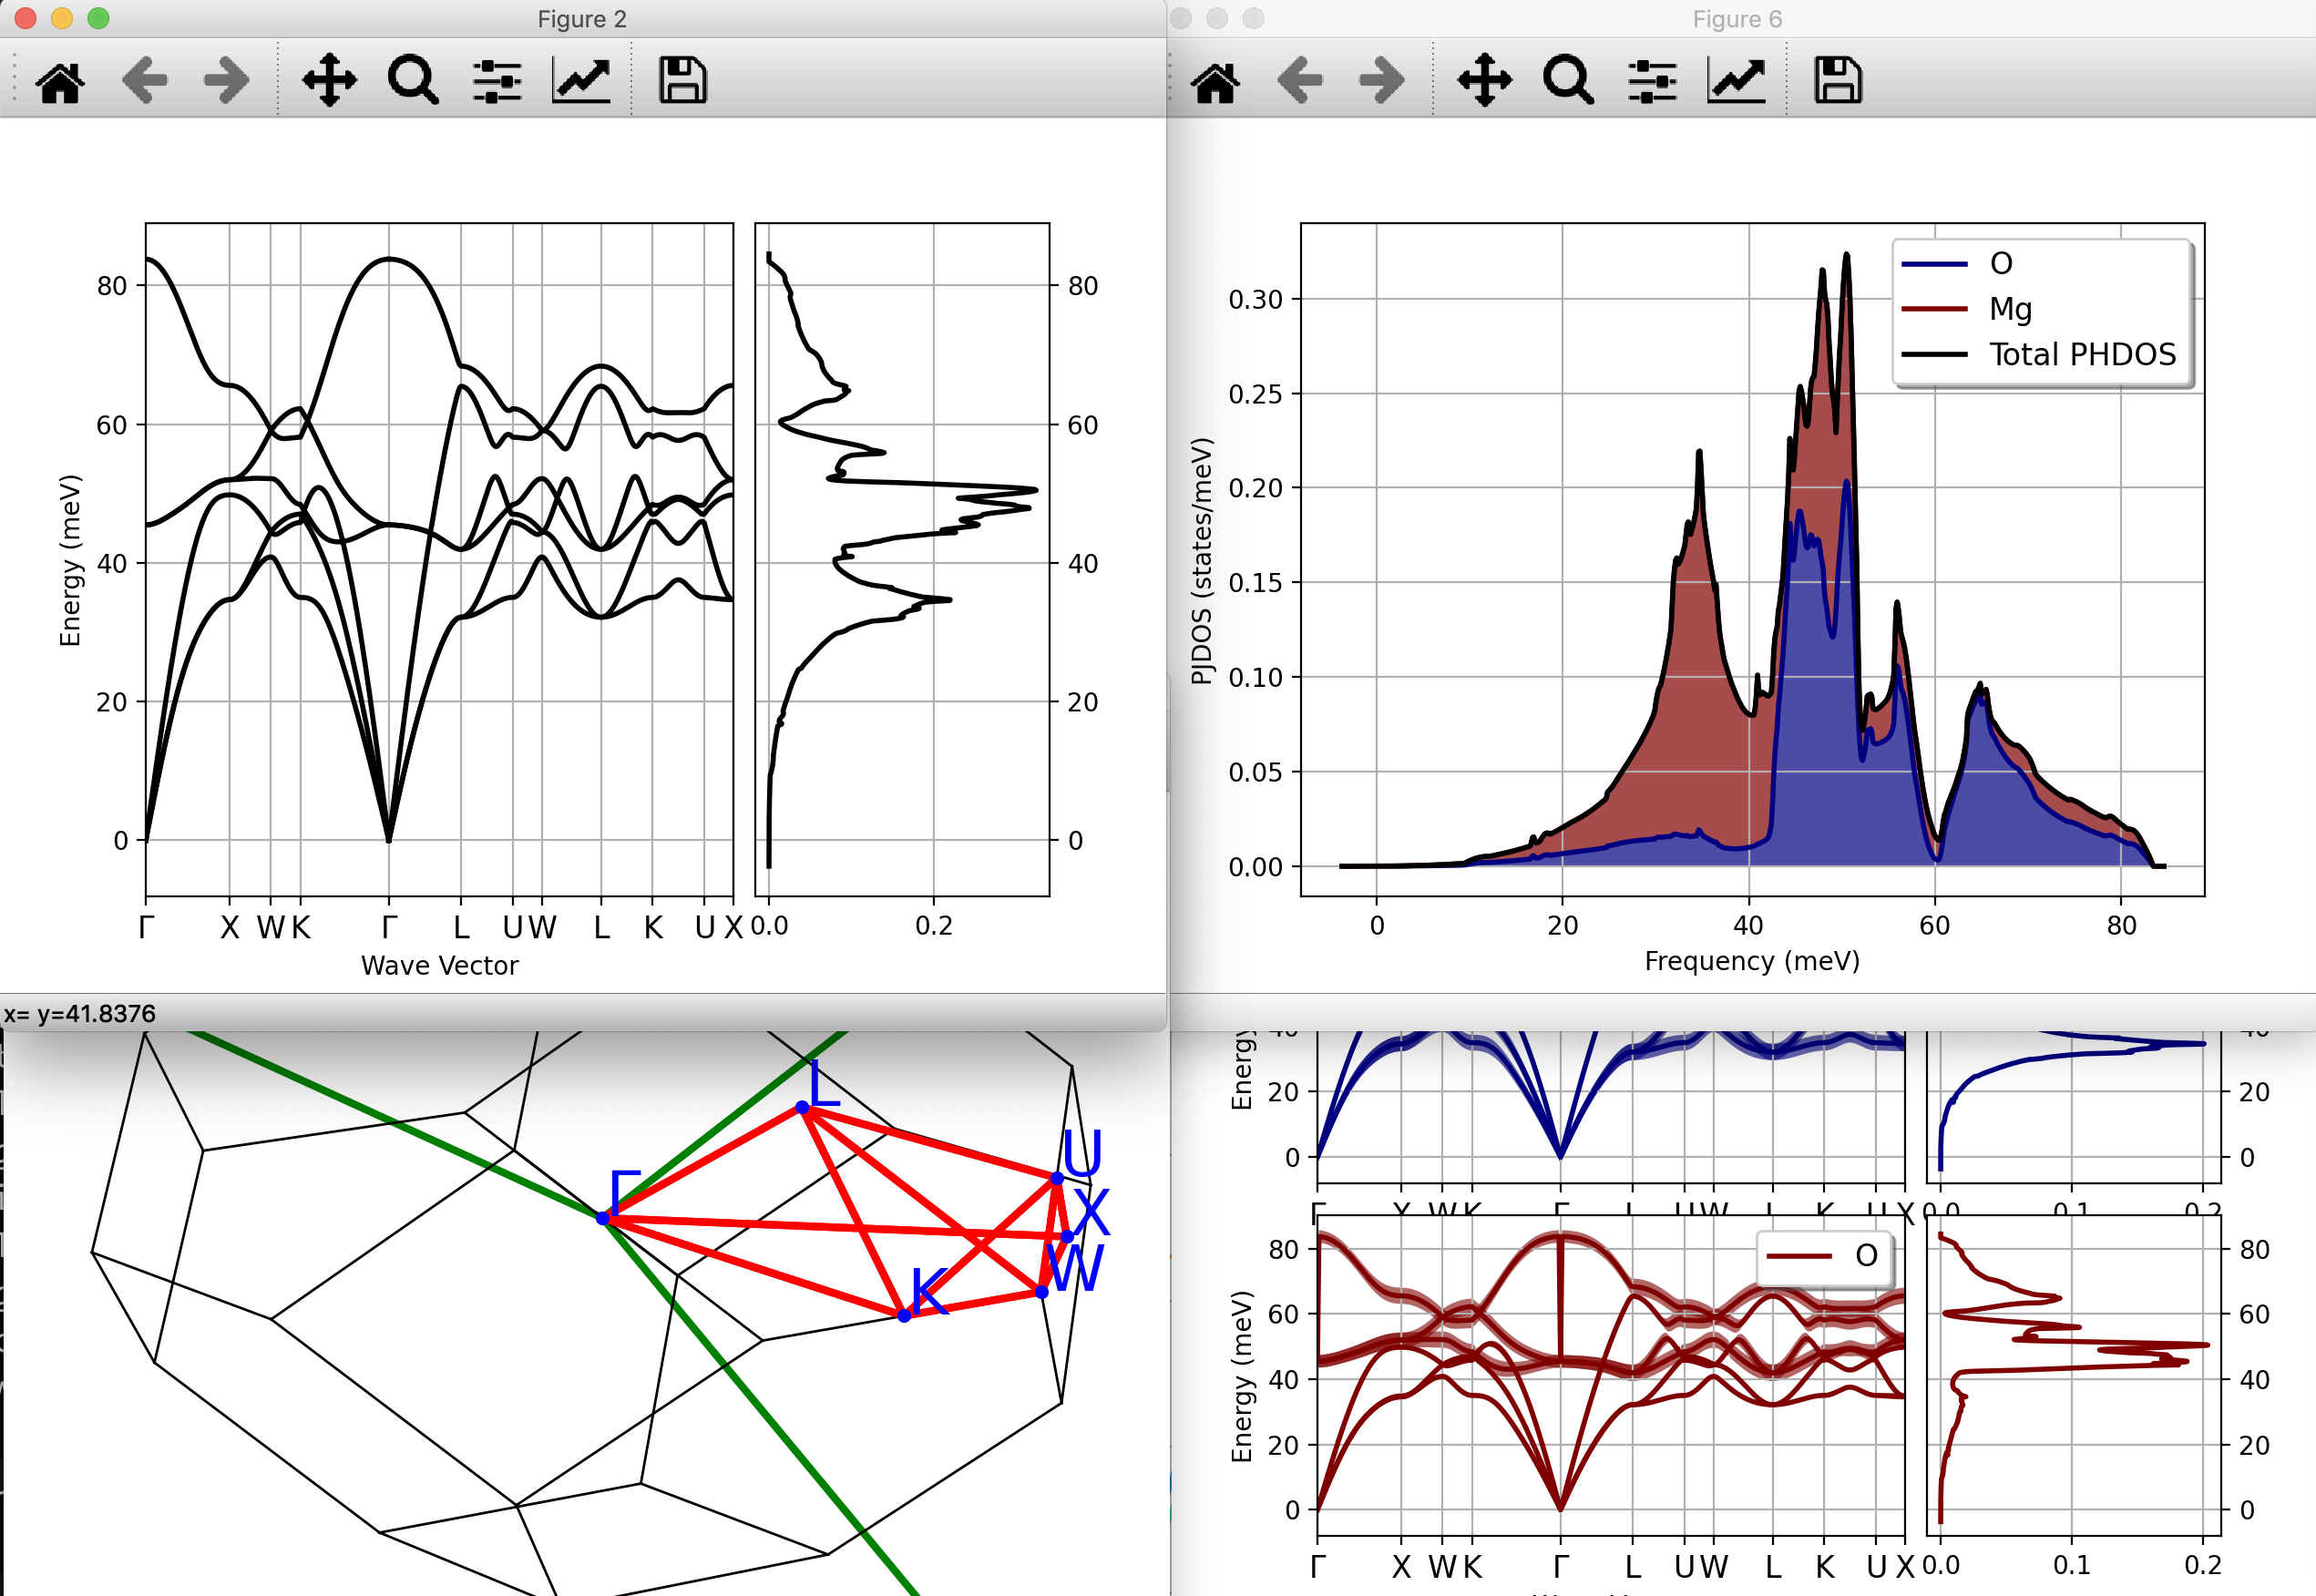 Figure 2
Energy (meV)
80
60
40
20
0
Γ X W K Γ L U W L K U X
Wave Vector
80
60
40
20
0
0.0 0.2
x= y=41.8376
Figure 6
PJDOS (states/meV)
0.30
0.25
0.20
0.15
0.10
0.05
0.00
O
Mg
Total PHDOS
0 20 40 60 80
Frequency (meV)
L
U
Γ
X
W
K
Energy
40
20
0
40
20
0
Γ X W K Γ L U W L K U X
0.0 0.1 0.2
Energy (meV)
80
60
40
20
0
O
80
60
40
20
0
Γ X W K Γ L U W L K U X
0.0 0.1 0.2